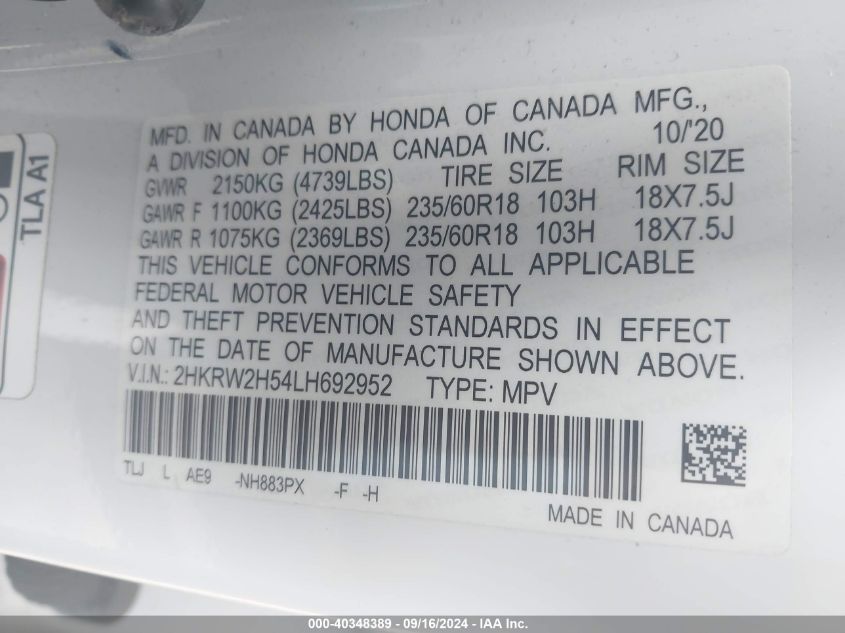 TLA A1
MFD. IN CANADA BY HONDA OF CANADA MFG.,
A DIVISION OF HONDA CANADA INC. 10/'20
GVWR 2150KG (4739LBS) TIRE SIZE RIM SIZE
GAWR F 1100KG (2425LBS) 235/60R18 103H 18X7.5J
GAWR R 1075KG (2369LBS) 235/60R18 103H 18X7.5J
THIS VEHICLE CONFORMS TO ALL APPLICABLE
FEDERAL MOTOR VEHICLE SAFETY
AND THEFT PREVENTION STANDARDS IN EFFECT
ON THE DATE OF MANUFACTURE SHOWN ABOVE.
V.I.N.: 2HKRW2H54LH692952 TYPE: MPV
TLJ L AE9 -NH883PX -F -H
MADE IN CANADA
000-40348389 - 09/16/2024 - IAA Inc.